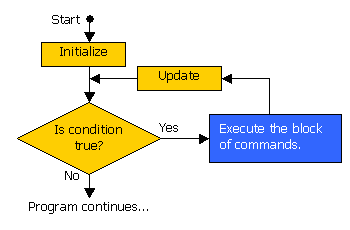 Start
Initialize
Update
Is condition
true?
Yes
Execute the block
of commands.
No
Program continues...